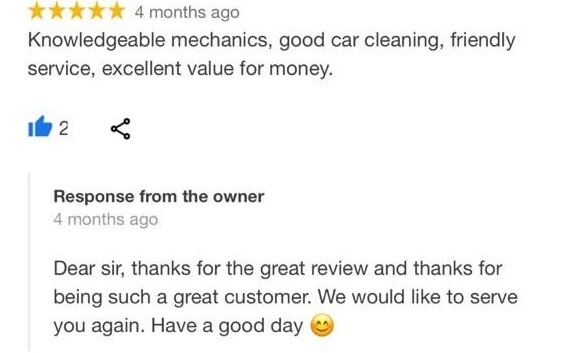 4 months ago
Knowledgeable mechanics, good car cleaning, friendly
service, excellent value for money.
2
Response from the owner
4 months ago
Dear sir, thanks for the great review and thanks for
being such a great customer. We would like to serve
you again. Have a good day 😊